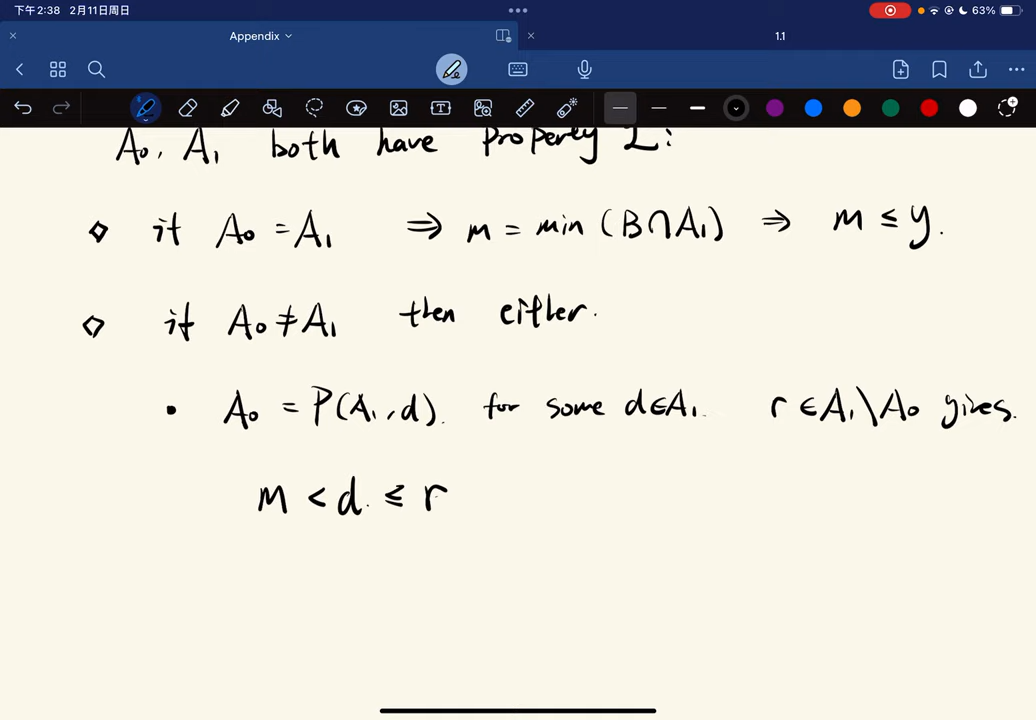 下午2:38 2月11日周日
63%
Appendix
1.1
A₀, A₁ both have property 2:
◇ if A₀ = A₁ ⇒ m = min (B∩A₁) ⇒ m ≤ y.
◇ if A₀ ≠ A₁ then either.
• A₀ = P(A₁, d). for some d∈A₁. r ∈ A₁\A₀ gives.
m < d. ≤ r